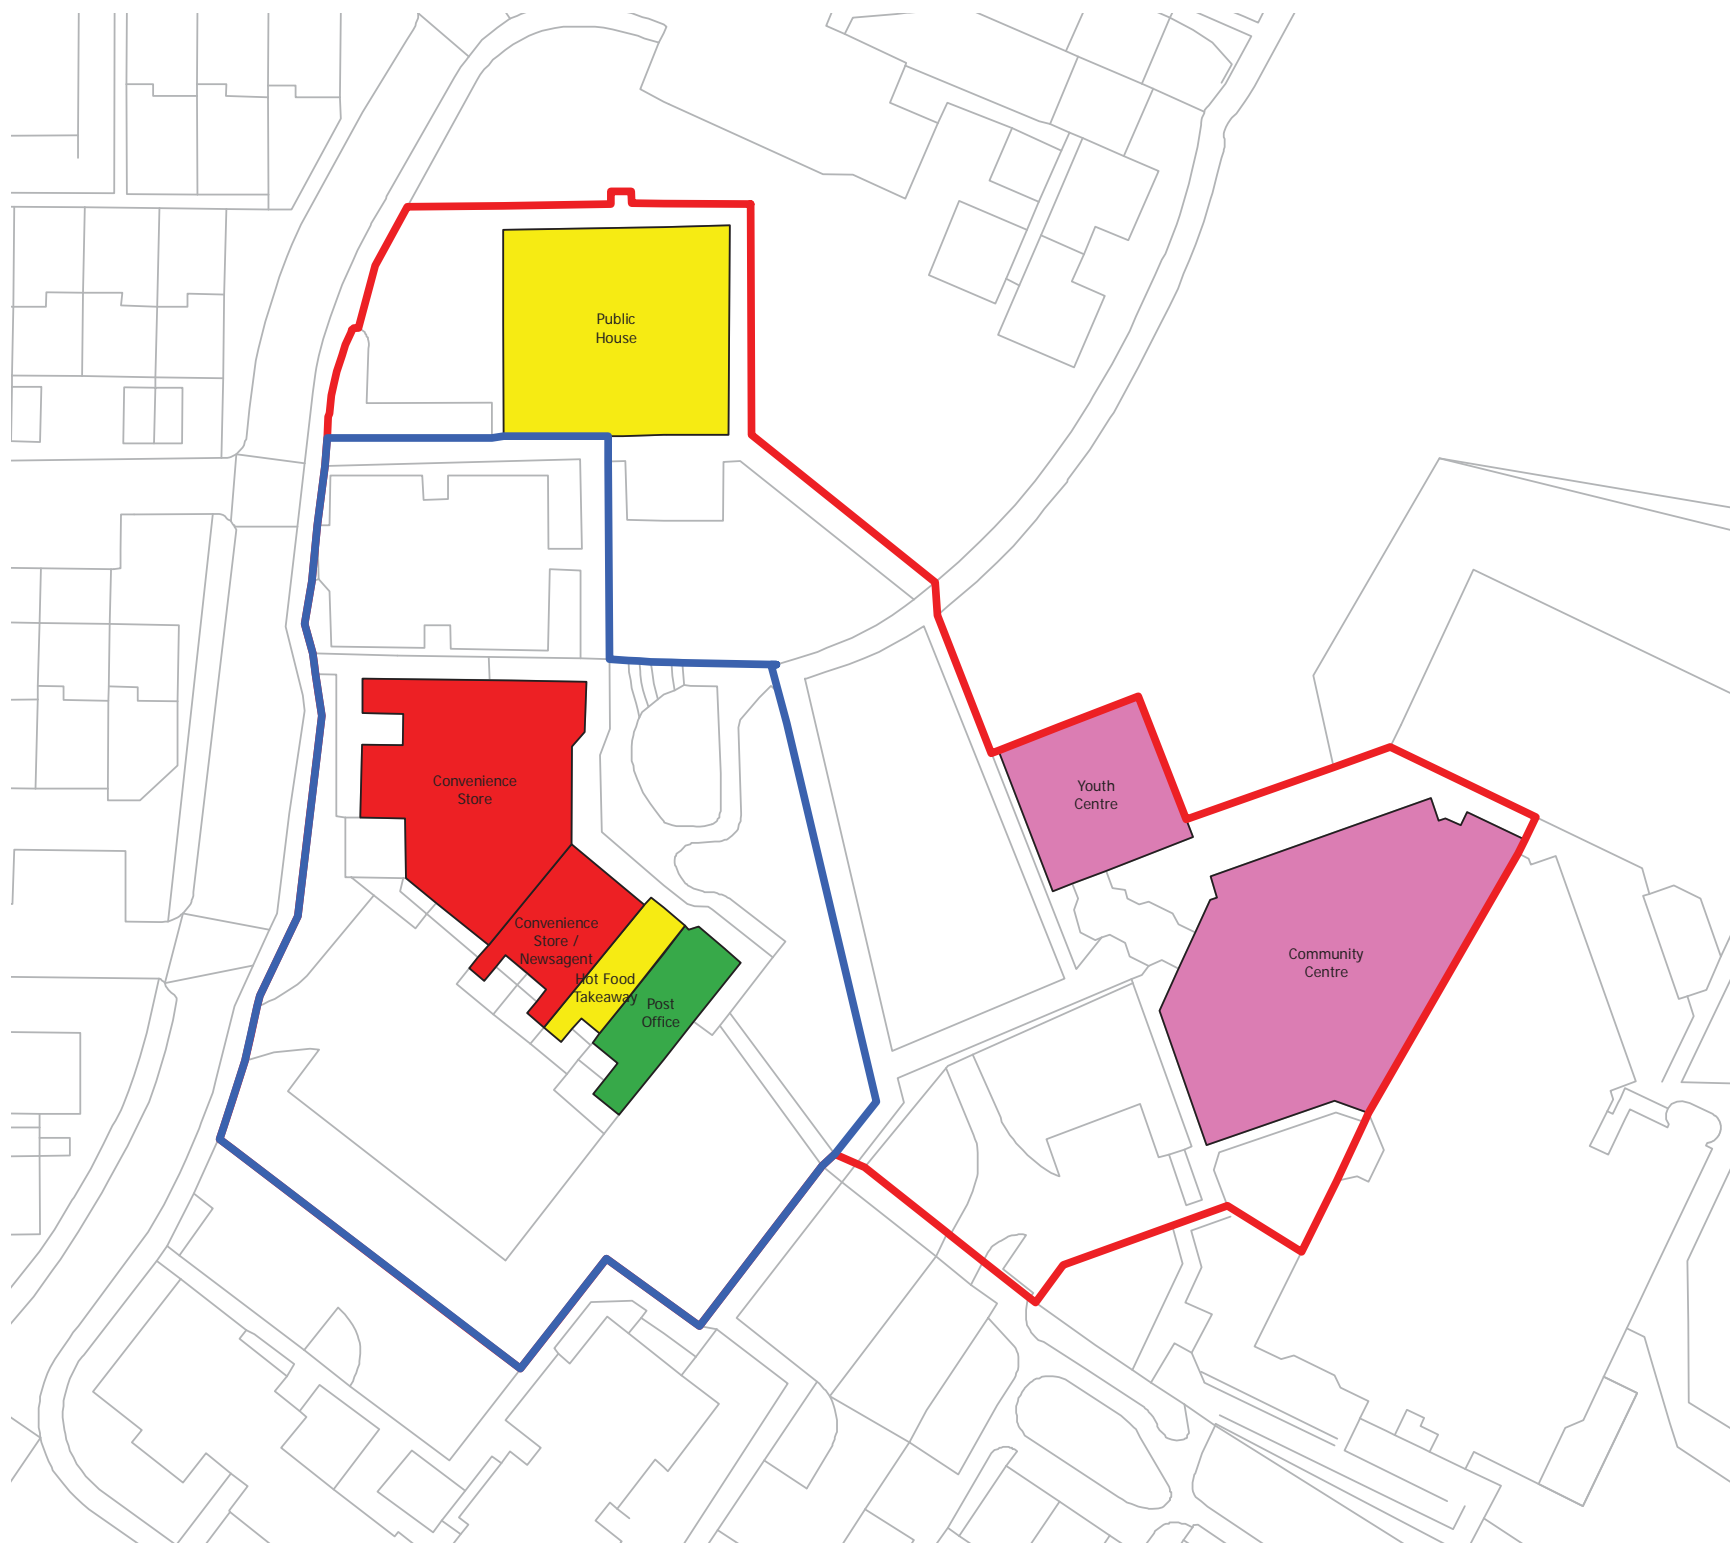 Public
House
Convenience
Store
Youth
Centre
Convenience
Store /
Newsagent
Hot Food
Takeaway
Post
Office
Community
Centre